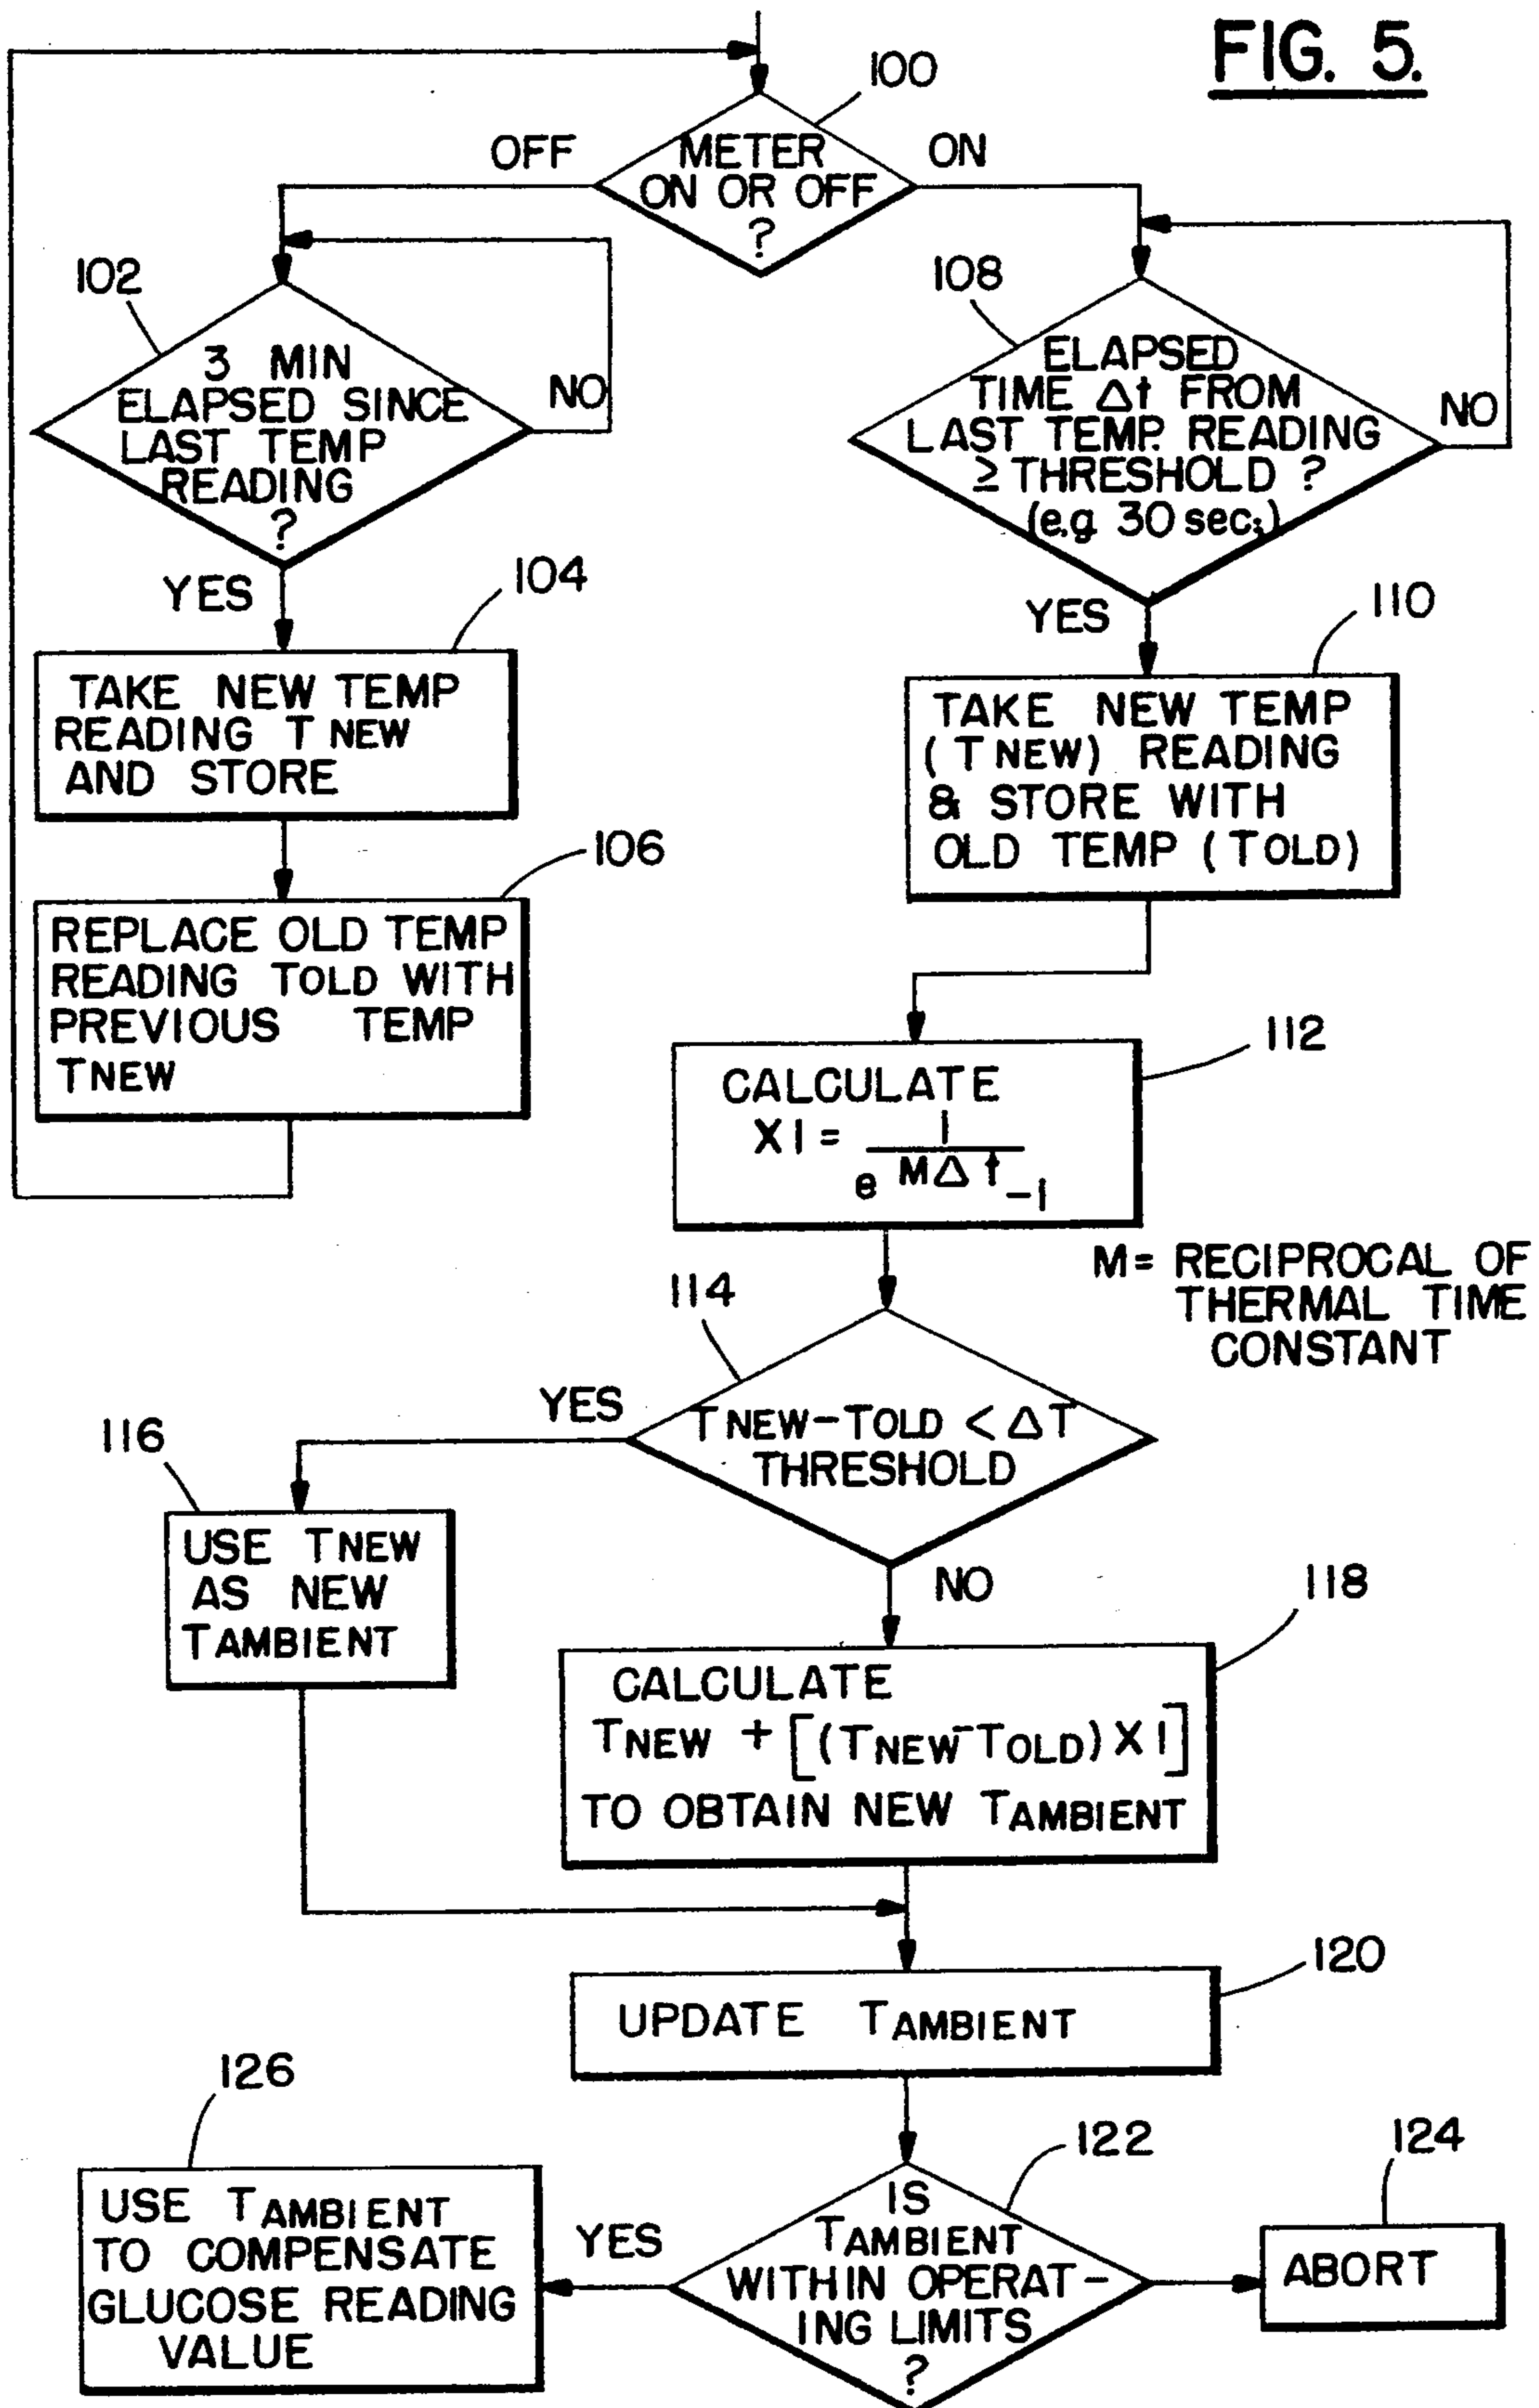 FIG. 5.
100
OFF
METER
ON OR OFF
?
ON
102
3 MIN
ELAPSED SINCE
LAST TEMP
READING
?
NO
YES
108
ELAPSED
TIME Δt FROM
LAST TEMP. READING
≥ THRESHOLD ?
(e.g 30 sec.)
NO
YES
104
TAKE NEW TEMP
READING TNEW
AND STORE
106
REPLACE OLD TEMP
READING TOLD WITH
PREVIOUS TEMP
TNEW
110
TAKE NEW TEMP
(TNEW) READING
& STORE WITH
OLD TEMP (TOLD)
112
CALCULATE
X1 = 1 / e MΔt -1
M = RECIPROCAL OF
THERMAL TIME
CONSTANT
114
TNEW-TOLD < ΔT
THRESHOLD
YES
NO
116
USE TNEW
AS NEW
TAMBIENT
118
CALCULATE
TNEW + [(TNEW-TOLD) X1]
TO OBTAIN NEW TAMBIENT
120
UPDATE TAMBIENT
122
IS
TAMBIENT
WITHIN OPERAT-
ING LIMITS
?
YES
124
ABORT
126
USE TAMBIENT
TO COMPENSATE
GLUCOSE READING
VALUE